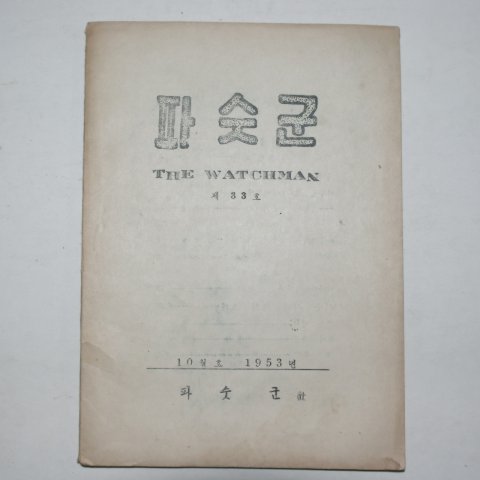 파숫군
THE WATCHMAN
제 33 호
10월호 1953년
파 숫 군 社